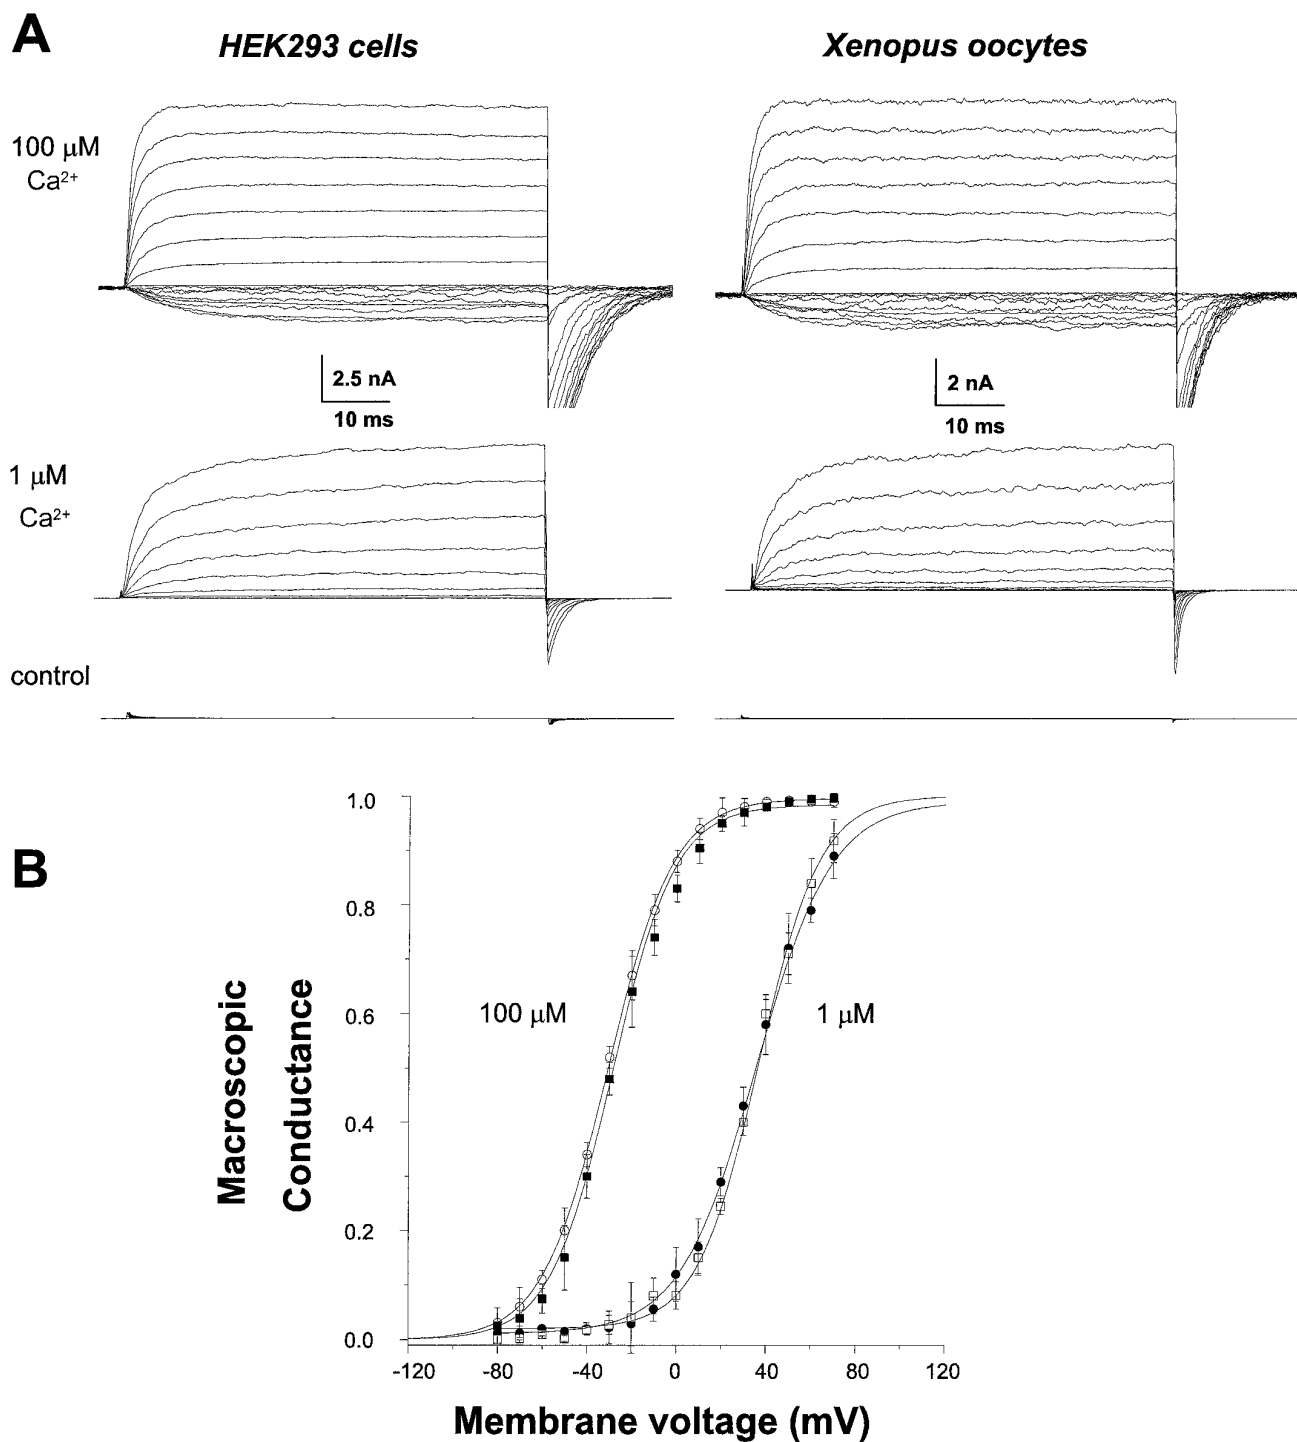 A
HEK293 cells
Xenopus oocytes
100 μM
Ca²⁺
2.5 nA
10 ms
2 nA
10 ms
1 μM
Ca²⁺
control
B
Macroscopic
Conductance
1.0
0.8
0.6
0.4
0.2
0.0
100 μM
1 μM
-120
-80
-40
0
40
80
120
Membrane voltage (mV)